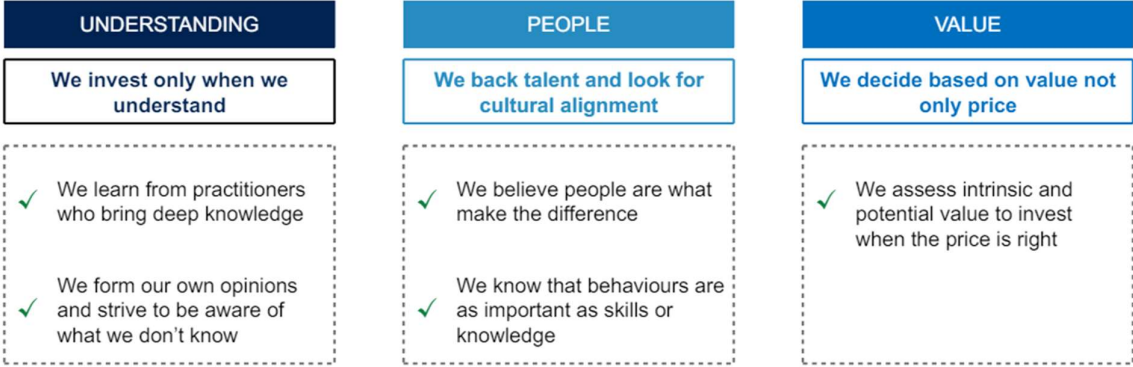 UNDERSTANDING
We invest only when we
understand
We learn from practitioners
who bring deep knowledge
We form our own opinions
and strive to be aware of
what we don’t know
PEOPLE
We back talent and look for
cultural alignment
We believe people are what
make the difference
We know that behaviours are
as important as skills or
knowledge
VALUE
We decide based on value not
only price
We assess intrinsic and
potential value to invest
when the price is right